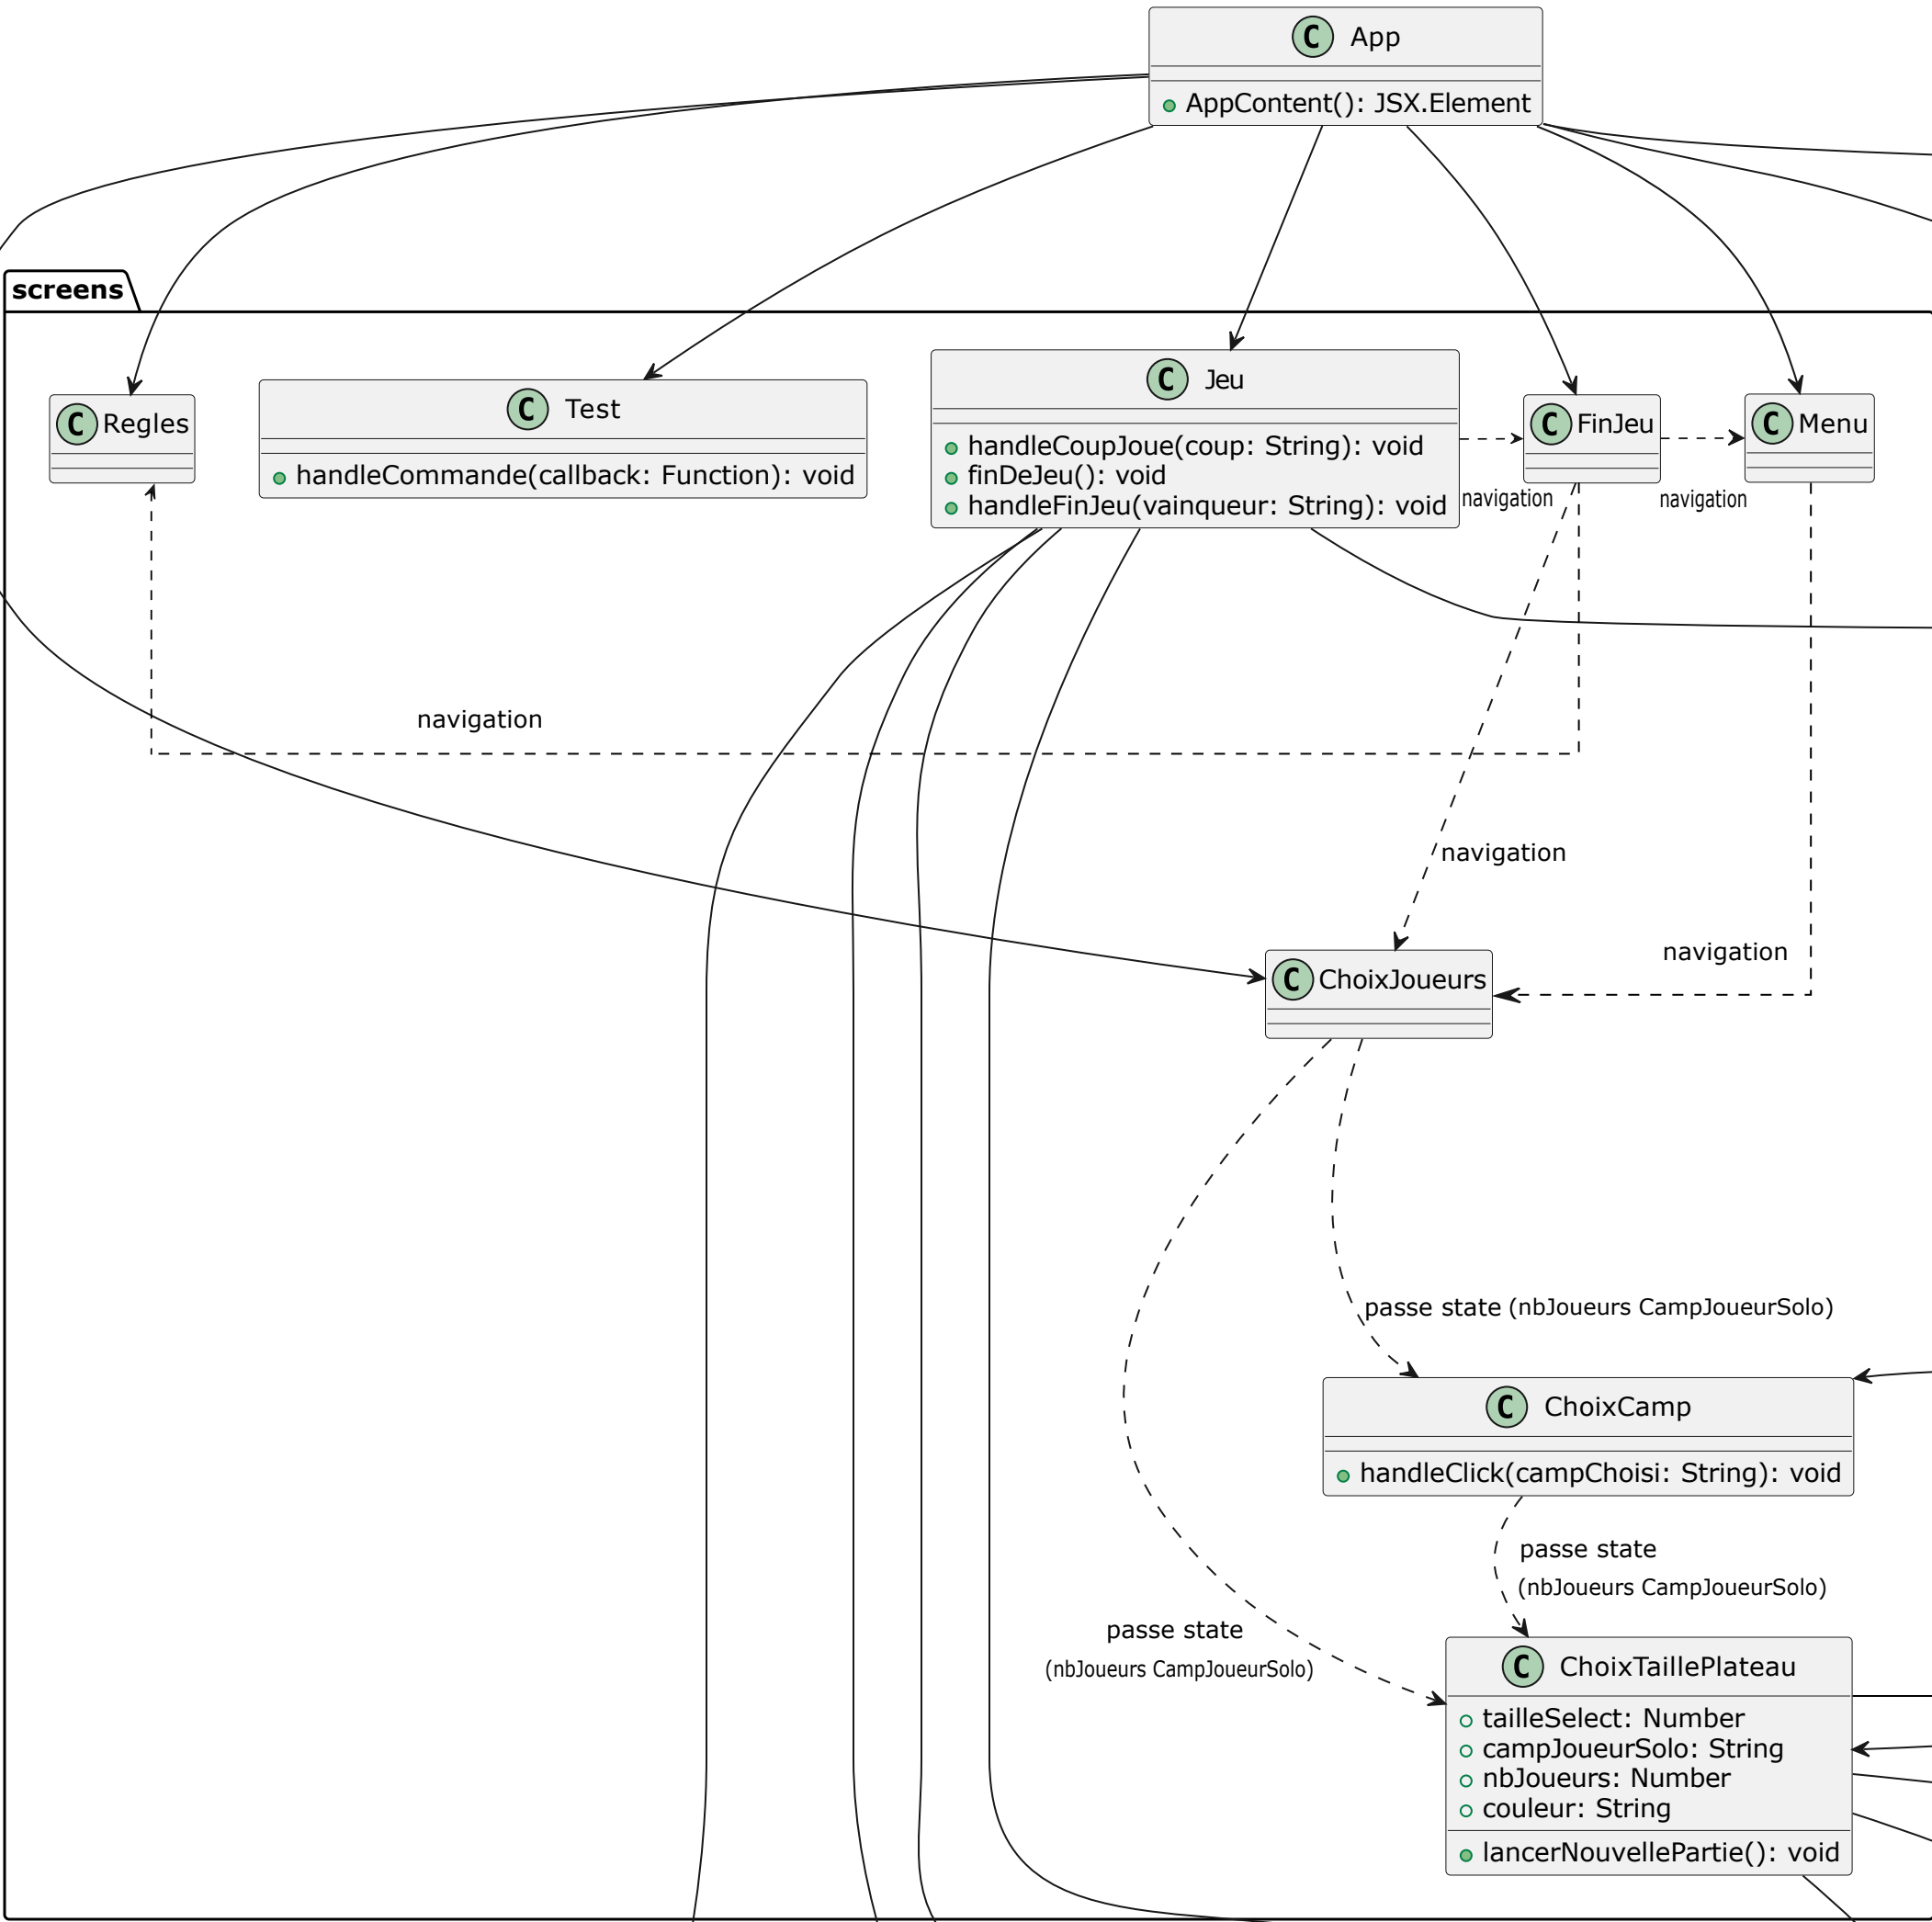 C App
AppContent(): JSX.Element
screens
C Regles
C Test
handleCommande(callback: Function): void
C Jeu
handleCoupJoue(coup: String): void
finDeJeu(): void
handleFinJeu(vainqueur: String): void
C FinJeu
C Menu
navigation
navigation
navigation
navigation
navigation
C ChoixJoueurs
passe state (nbJoueurs CampJoueurSolo)
C ChoixCamp
handleClick(campChoisi: String): void
passe state
(nbJoueurs CampJoueurSolo)
passe state
(nbJoueurs CampJoueurSolo)
C ChoixTaillePlateau
tailleSelect: Number
campJoueurSolo: String
nbJoueurs: Number
couleur: String
lancerNouvellePartie(): void